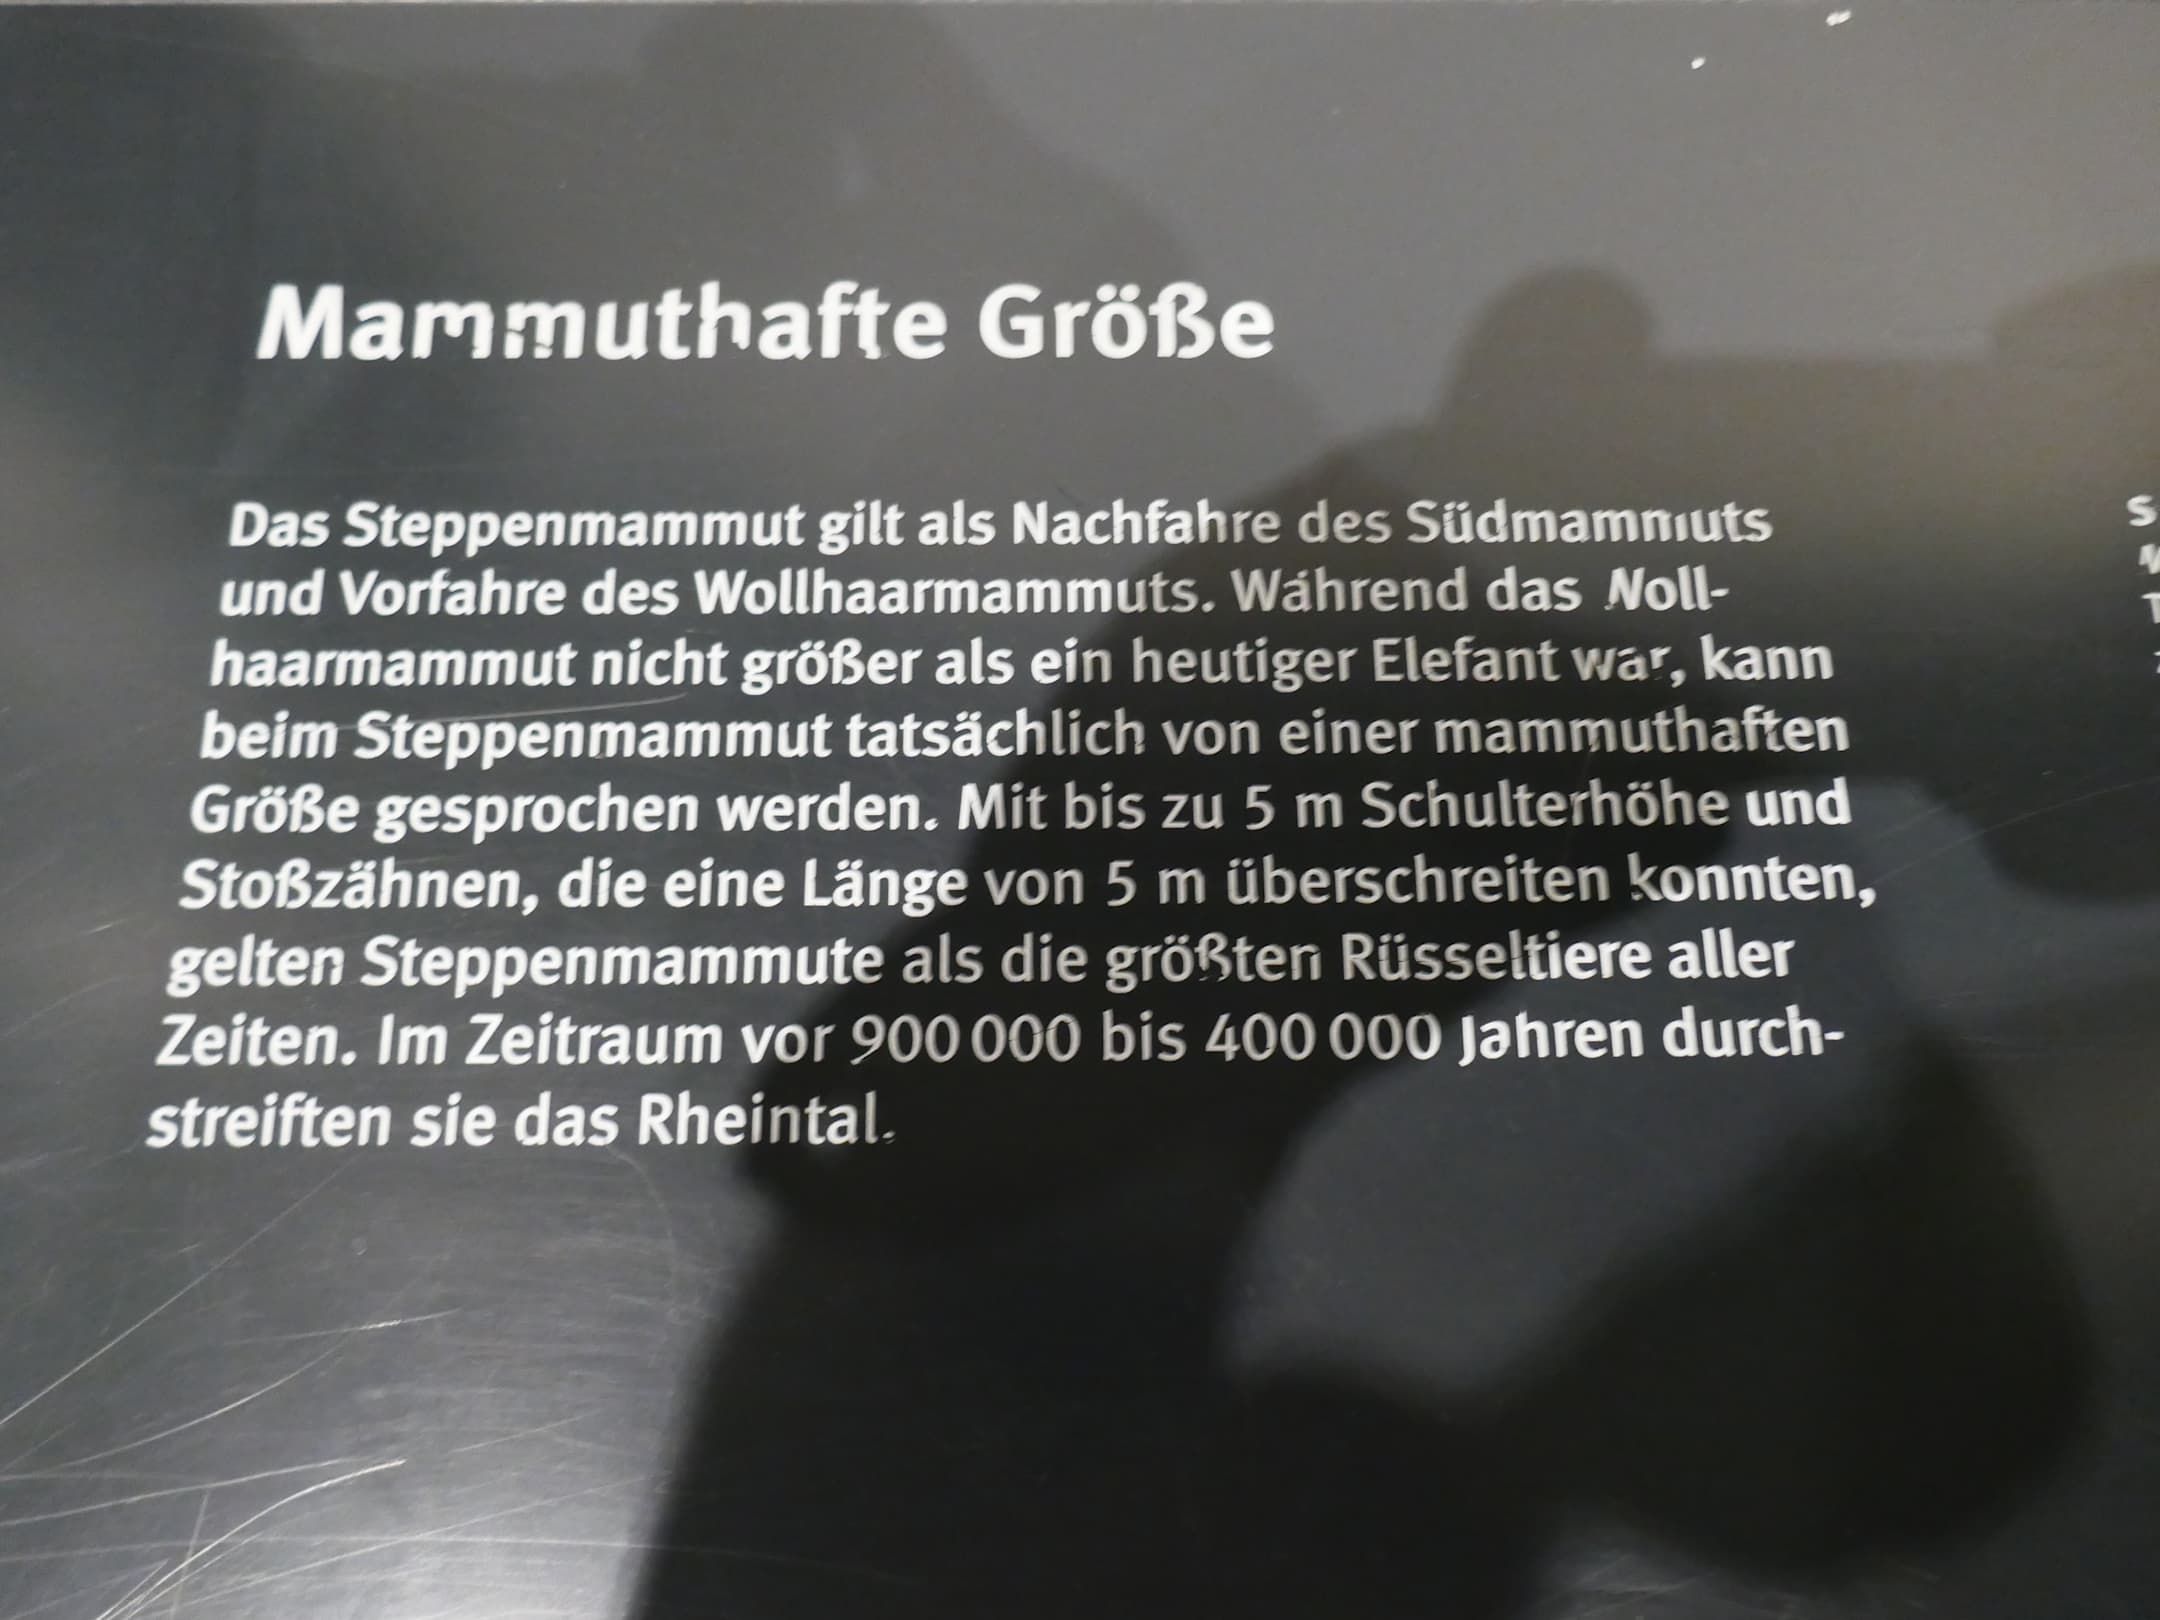 Mammuthafte Größe
Das Steppenmammut gilt als Nachfahre des Südmammuts
und Vorfahre des Wollhaarmammuts. Während das Woll-
haarmammut nicht größer als ein heutiger Elefant war, kann
beim Steppenmammut tatsächlich von einer mammuthaften
Größe gesprochen werden. Mit bis zu 5 m Schulterhöhe und
Stoßzähnen, die eine Länge von 5 m überschreiten konnten,
gelten Steppenmammute als die größten Rüsseltiere aller
Zeiten. Im Zeitraum vor 900 000 bis 400 000 Jahren durch-
streiften sie das Rheintal.